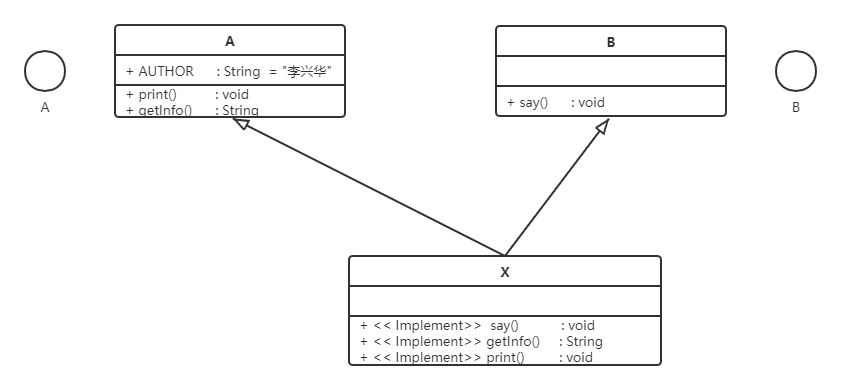 A
+ AUTHOR : String = "李兴华"
+ print() : void
+ getInfo() : String
A
B
+ say() : void
B
X
+ << Implement>> say() : void
+ << Implement>> getInfo() : String
+ << Implement>> print() : void